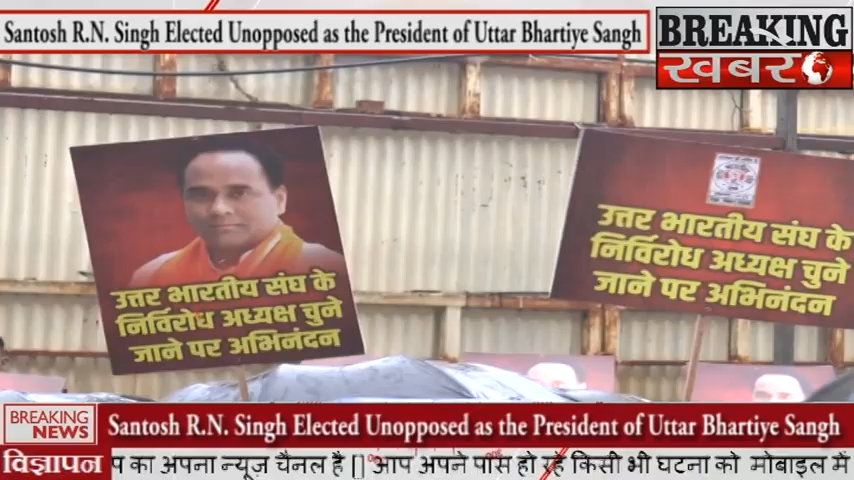 Santosh R.N. Singh Elected Unopposed as the President of Uttar Bhartiye Sangh
BREAKING
खबर
उत्तर भारतीय संघ के
निर्विरोध अध्यक्ष चुने
जाने पर अभिनंदन
उत्तर भारतीय संघ के
निर्विरोध अध्यक्ष चुने
जाने पर अभिनंदन
BREAKING
NEWS
Santosh R.N. Singh Elected Unopposed as the President of Uttar Bhartiye Sangh
विज्ञापन
प का अपना न्यूज़ चैनल है [] आप अपने पास हो रहे किसी भी घटना को मोबाइल में